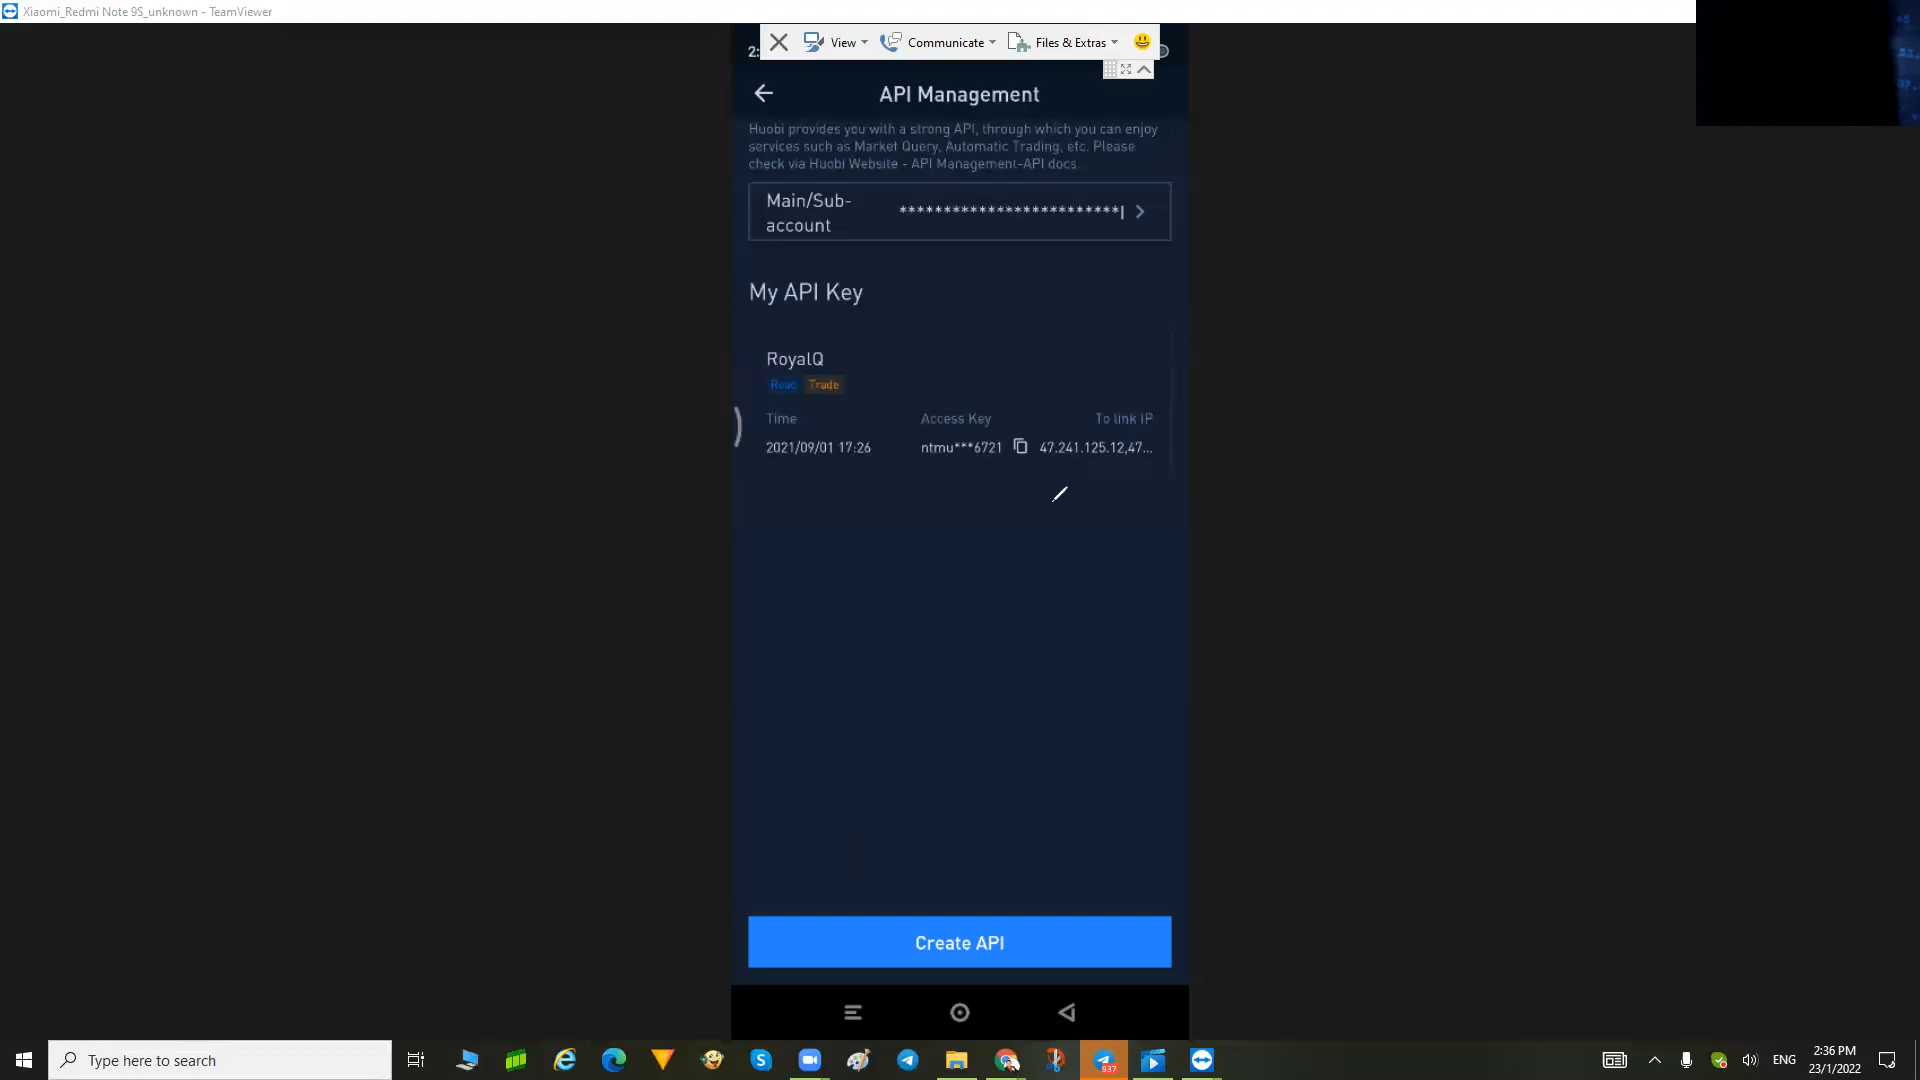 Xiaomi_Redmi Note 9S_unknown - TeamViewer
2:
View
Communicate
Files & Extras
API Management
Huobi provides you with a strong API, through which you can enjoy
services such as Market Query, Automatic Trading, etc. Please
check via Huobi Website - API Management-API docs.
Main/Sub-
account
**************************|
My API Key
RoyalQ
Read Trade
Time Access Key To link IP
2021/09/01 17:26 ntmu***6721 47.241.125.12,47...
Create API
Type here to search
937
ENG
2:36 PM
23/1/2022